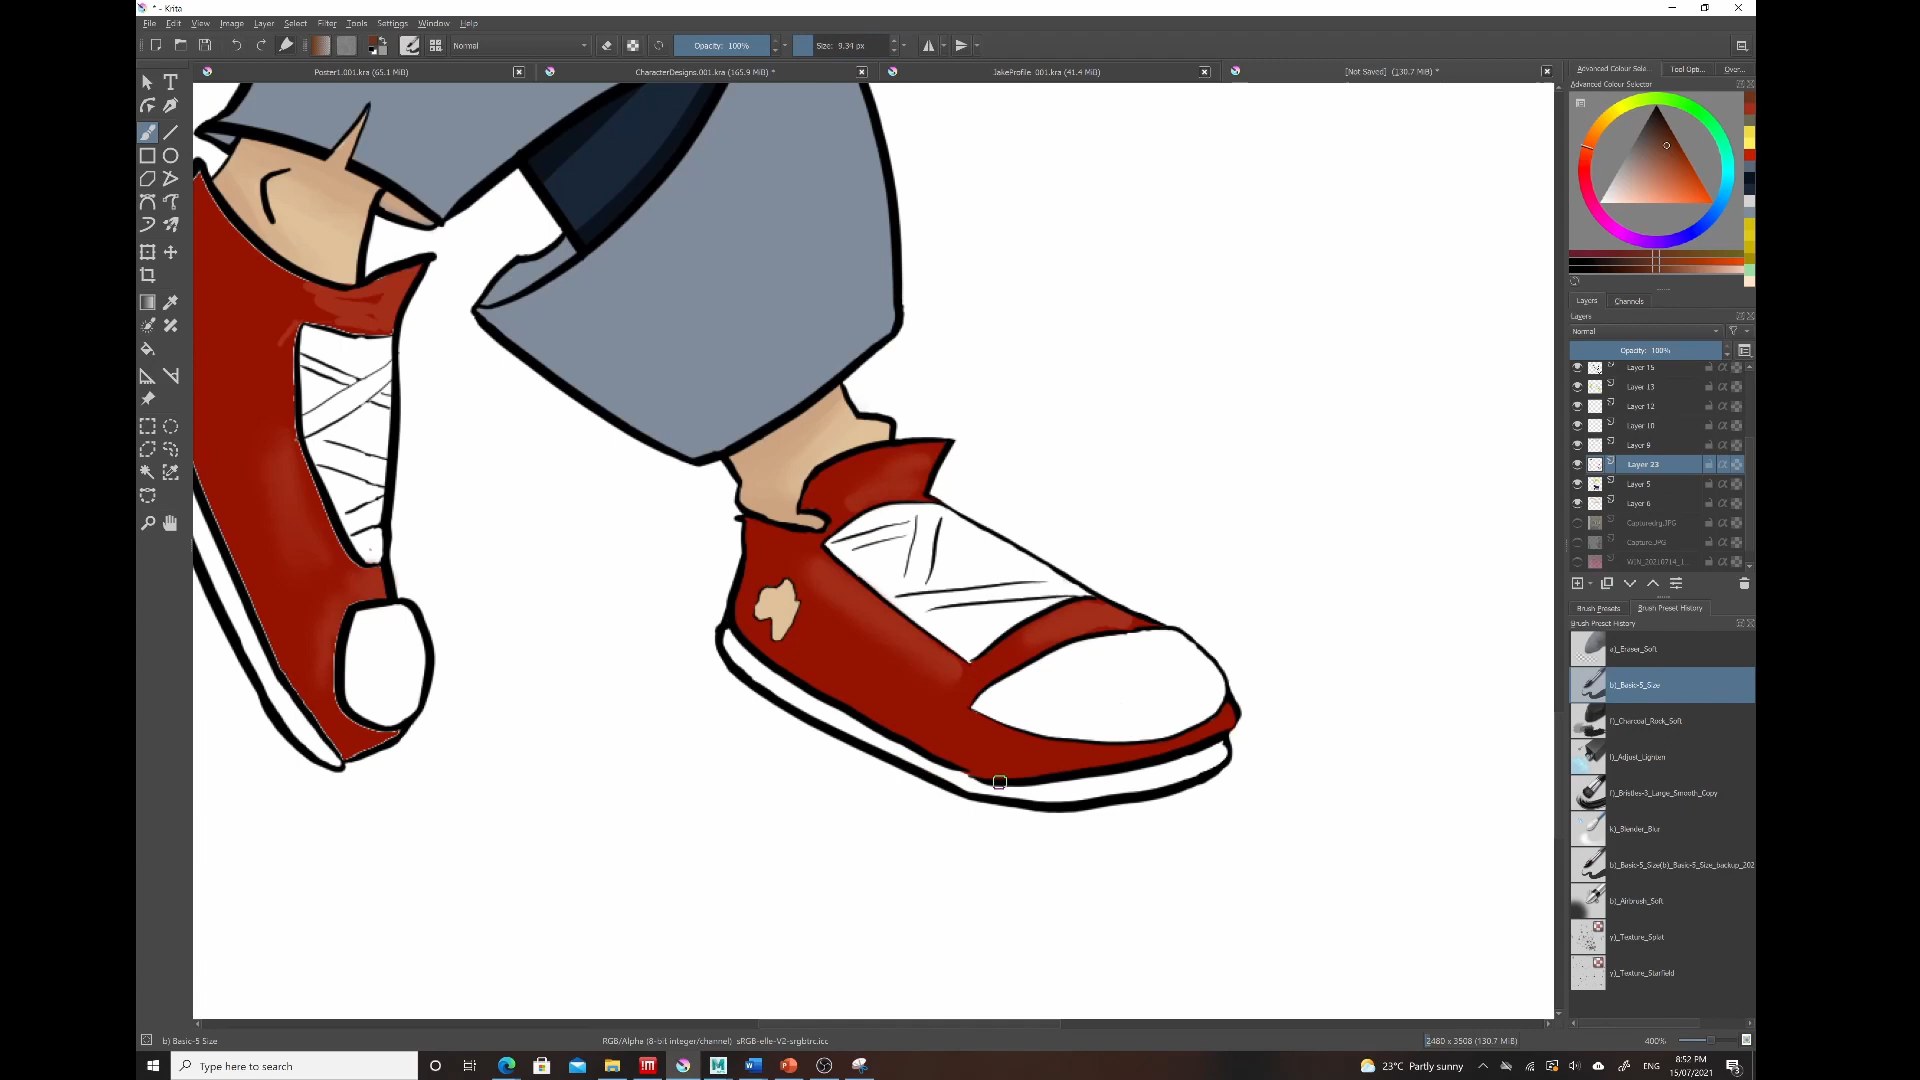 * - Krita
File Edit View Image Layer Select Filter Tools Settings Window Help
Normal Opacity: 100% Size: 9.34 px
Poster1.001.kra (65.1 MiB) CharacterDesigns.001.kra (165.9 MiB) * JakeProfile_001.kra (41.4 MiB) [Not Saved] (130.7 MiB) *
Advanced Colour Sele... Tool Opti... Over...
Advanced Colour Selector
Layers Channels
Layers
Normal
Opacity: 100%
Layer 15
Layer 13
Layer 12
Layer 10
Layer 9
Layer 23
Layer 5
Layer 6
Capturedrg.JPG
Capture.JPG
WIN_20210714_1...
Brush Presets Brush Preset History
Brush Preset History
a)_Eraser_Soft
b)_Basic-5_Size
f)_Charcoal_Rock_Soft
f)_Adjust_Lighten
f)_Bristles-3_Large_Smooth_Copy
k)_Blender_Blur
b)_Basic-5_Size(b)_Basic-5_Size_backup_202
b)_Airbrush_Soft
y)_Texture_Splat
y)_Texture_Starfield
b) Basic-5 Size RGB/Alpha (8-bit integer/channel) sRGB-elle-V2-srgbtrc.icc 2480 x 3508 (130.7 MiB) 400%
Type here to search 23°C Partly sunny ENG 8:52 PM
15/07/2021